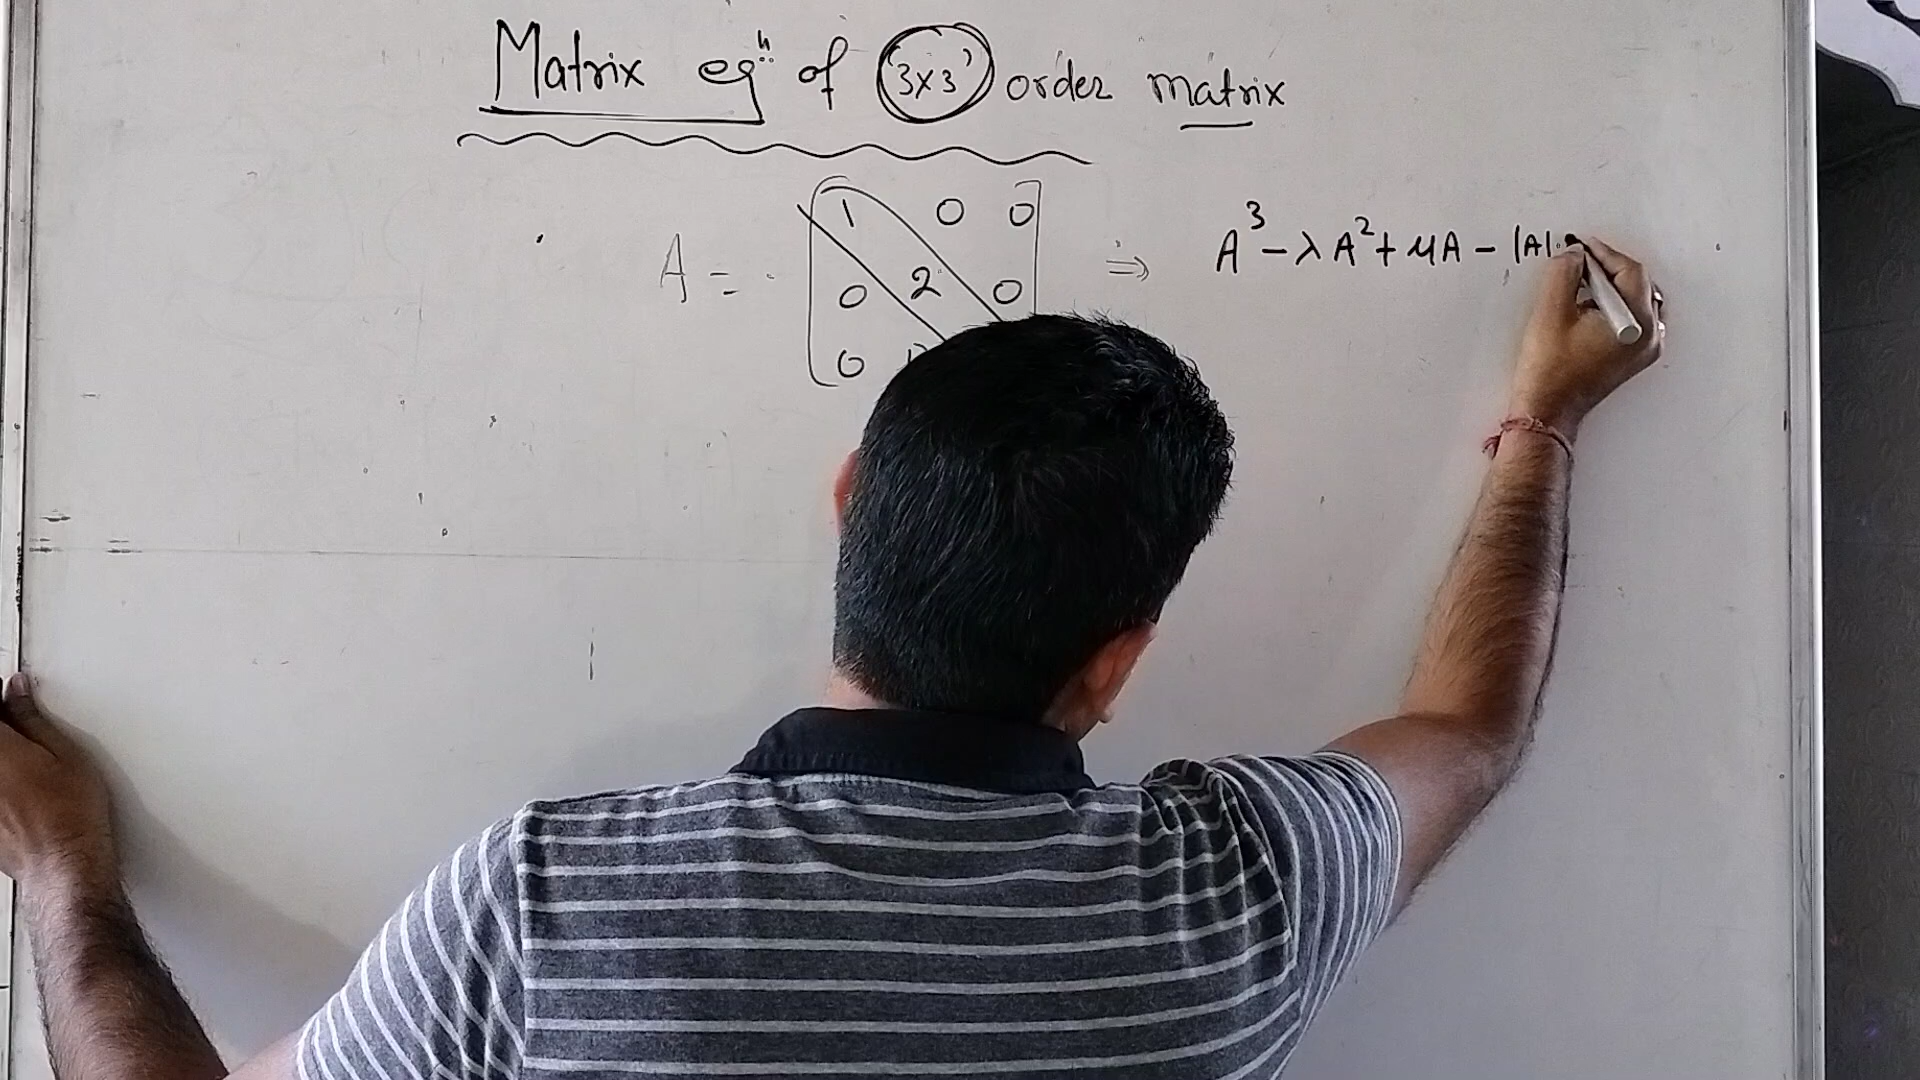 Matrix eqⁿ of (3x3) order matrix
A = [ 1 0 0 ⇒ A³ - λA² + μA - |A|
0 2 0
0